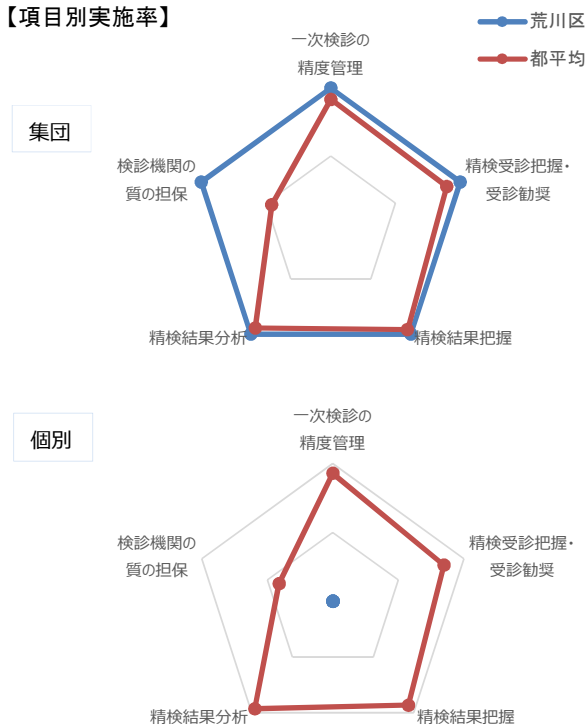 【項目別実施率】
荒川区
都平均
集団
一次検診の
精度管理
精検受診把握・
受診勧奨
精検結果把握
精検結果分析
検診機関の
質の担保
個別
一次検診の
精度管理
精検受診把握・
受診勧奨
精検結果把握
精検結果分析
検診機関の
質の担保